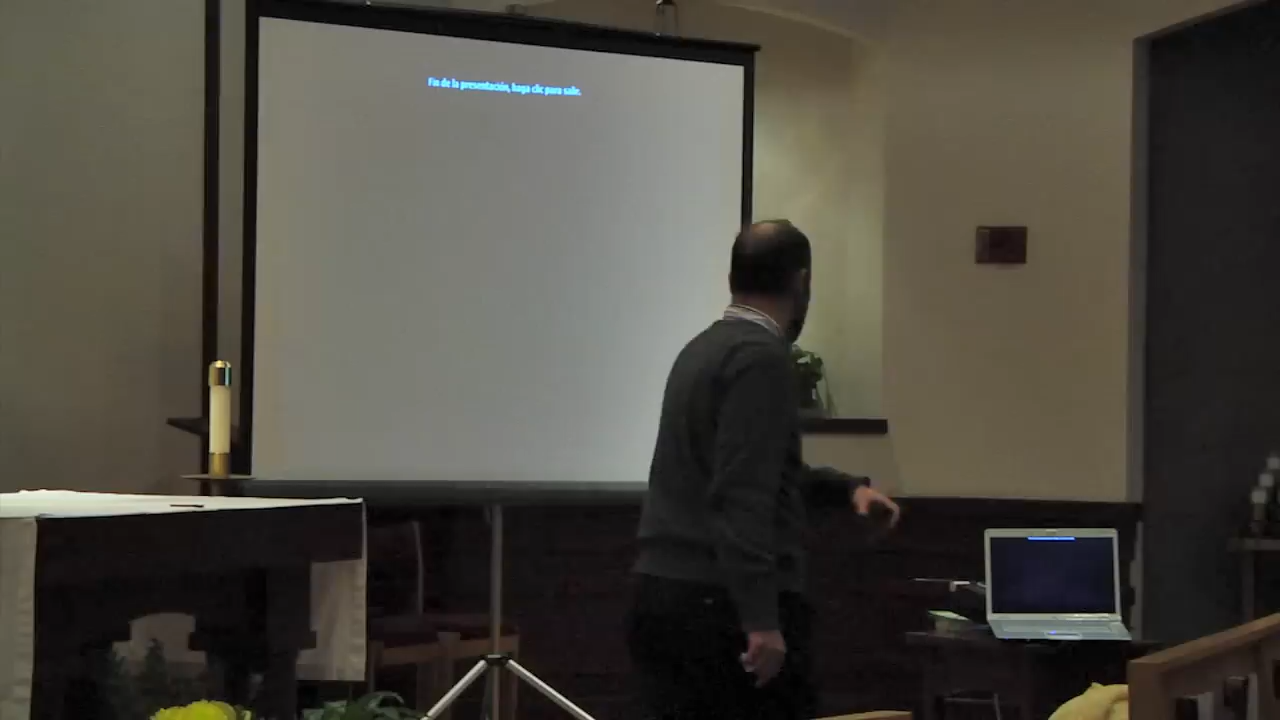 Fin de la presentación, haga clic para salir.